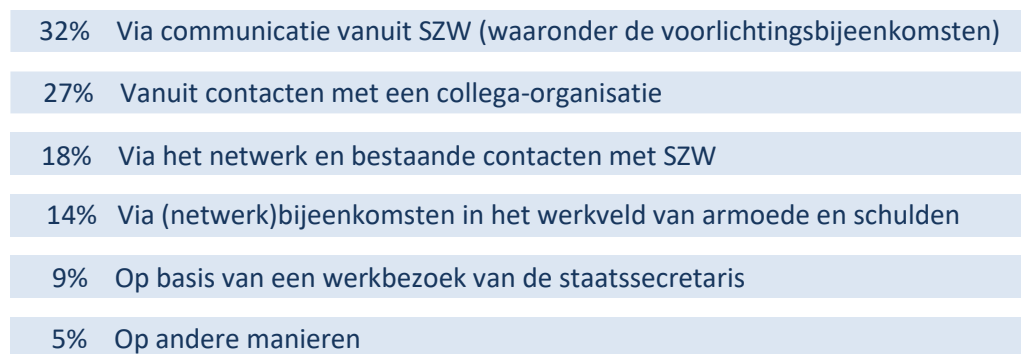 32% Via communicatie vanuit SZW (waaronder de voorlichtingsbijeenkomsten)
27% Vanuit contacten met een collega-organisatie
18% Via het netwerk en bestaande contacten met SZW
14% Via (netwerk)bijeenkomsten in het werkveld van armoede en schulden
9% Op basis van een werkbezoek van de staatssecretaris
5% Op andere manieren